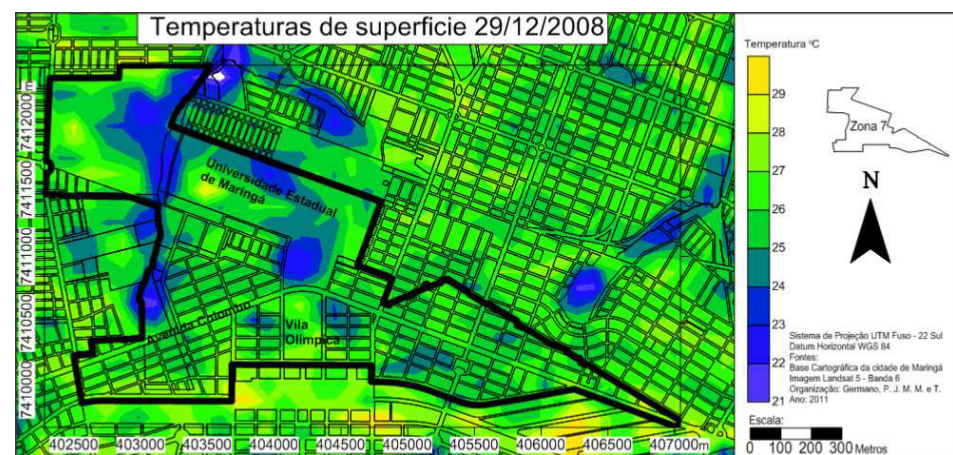 Temperaturas de superficie 29/12/2008
7412000 m
7411500
7411000
7410500
7410000
Universidade Estadual
de Maringá
Vila
Olímpica
402500
403000
403500
404000
404500
405000
405500
406000
406500
407000m
Temperatura °C
29
28
27
26
25
24
23
22
21
Zona 7
N
Sistema de Projeção UTM Fuso - 22 Sul
Datum Horizontal WGS 84
Fontes:
Base Cartográfica da cidade de Maringá
Imagem Landsat 5 - Banda 6
Organização: Germano, P. J. M. M. e T.
Ano: 2011
Escala:
0 100 200 300 Metros